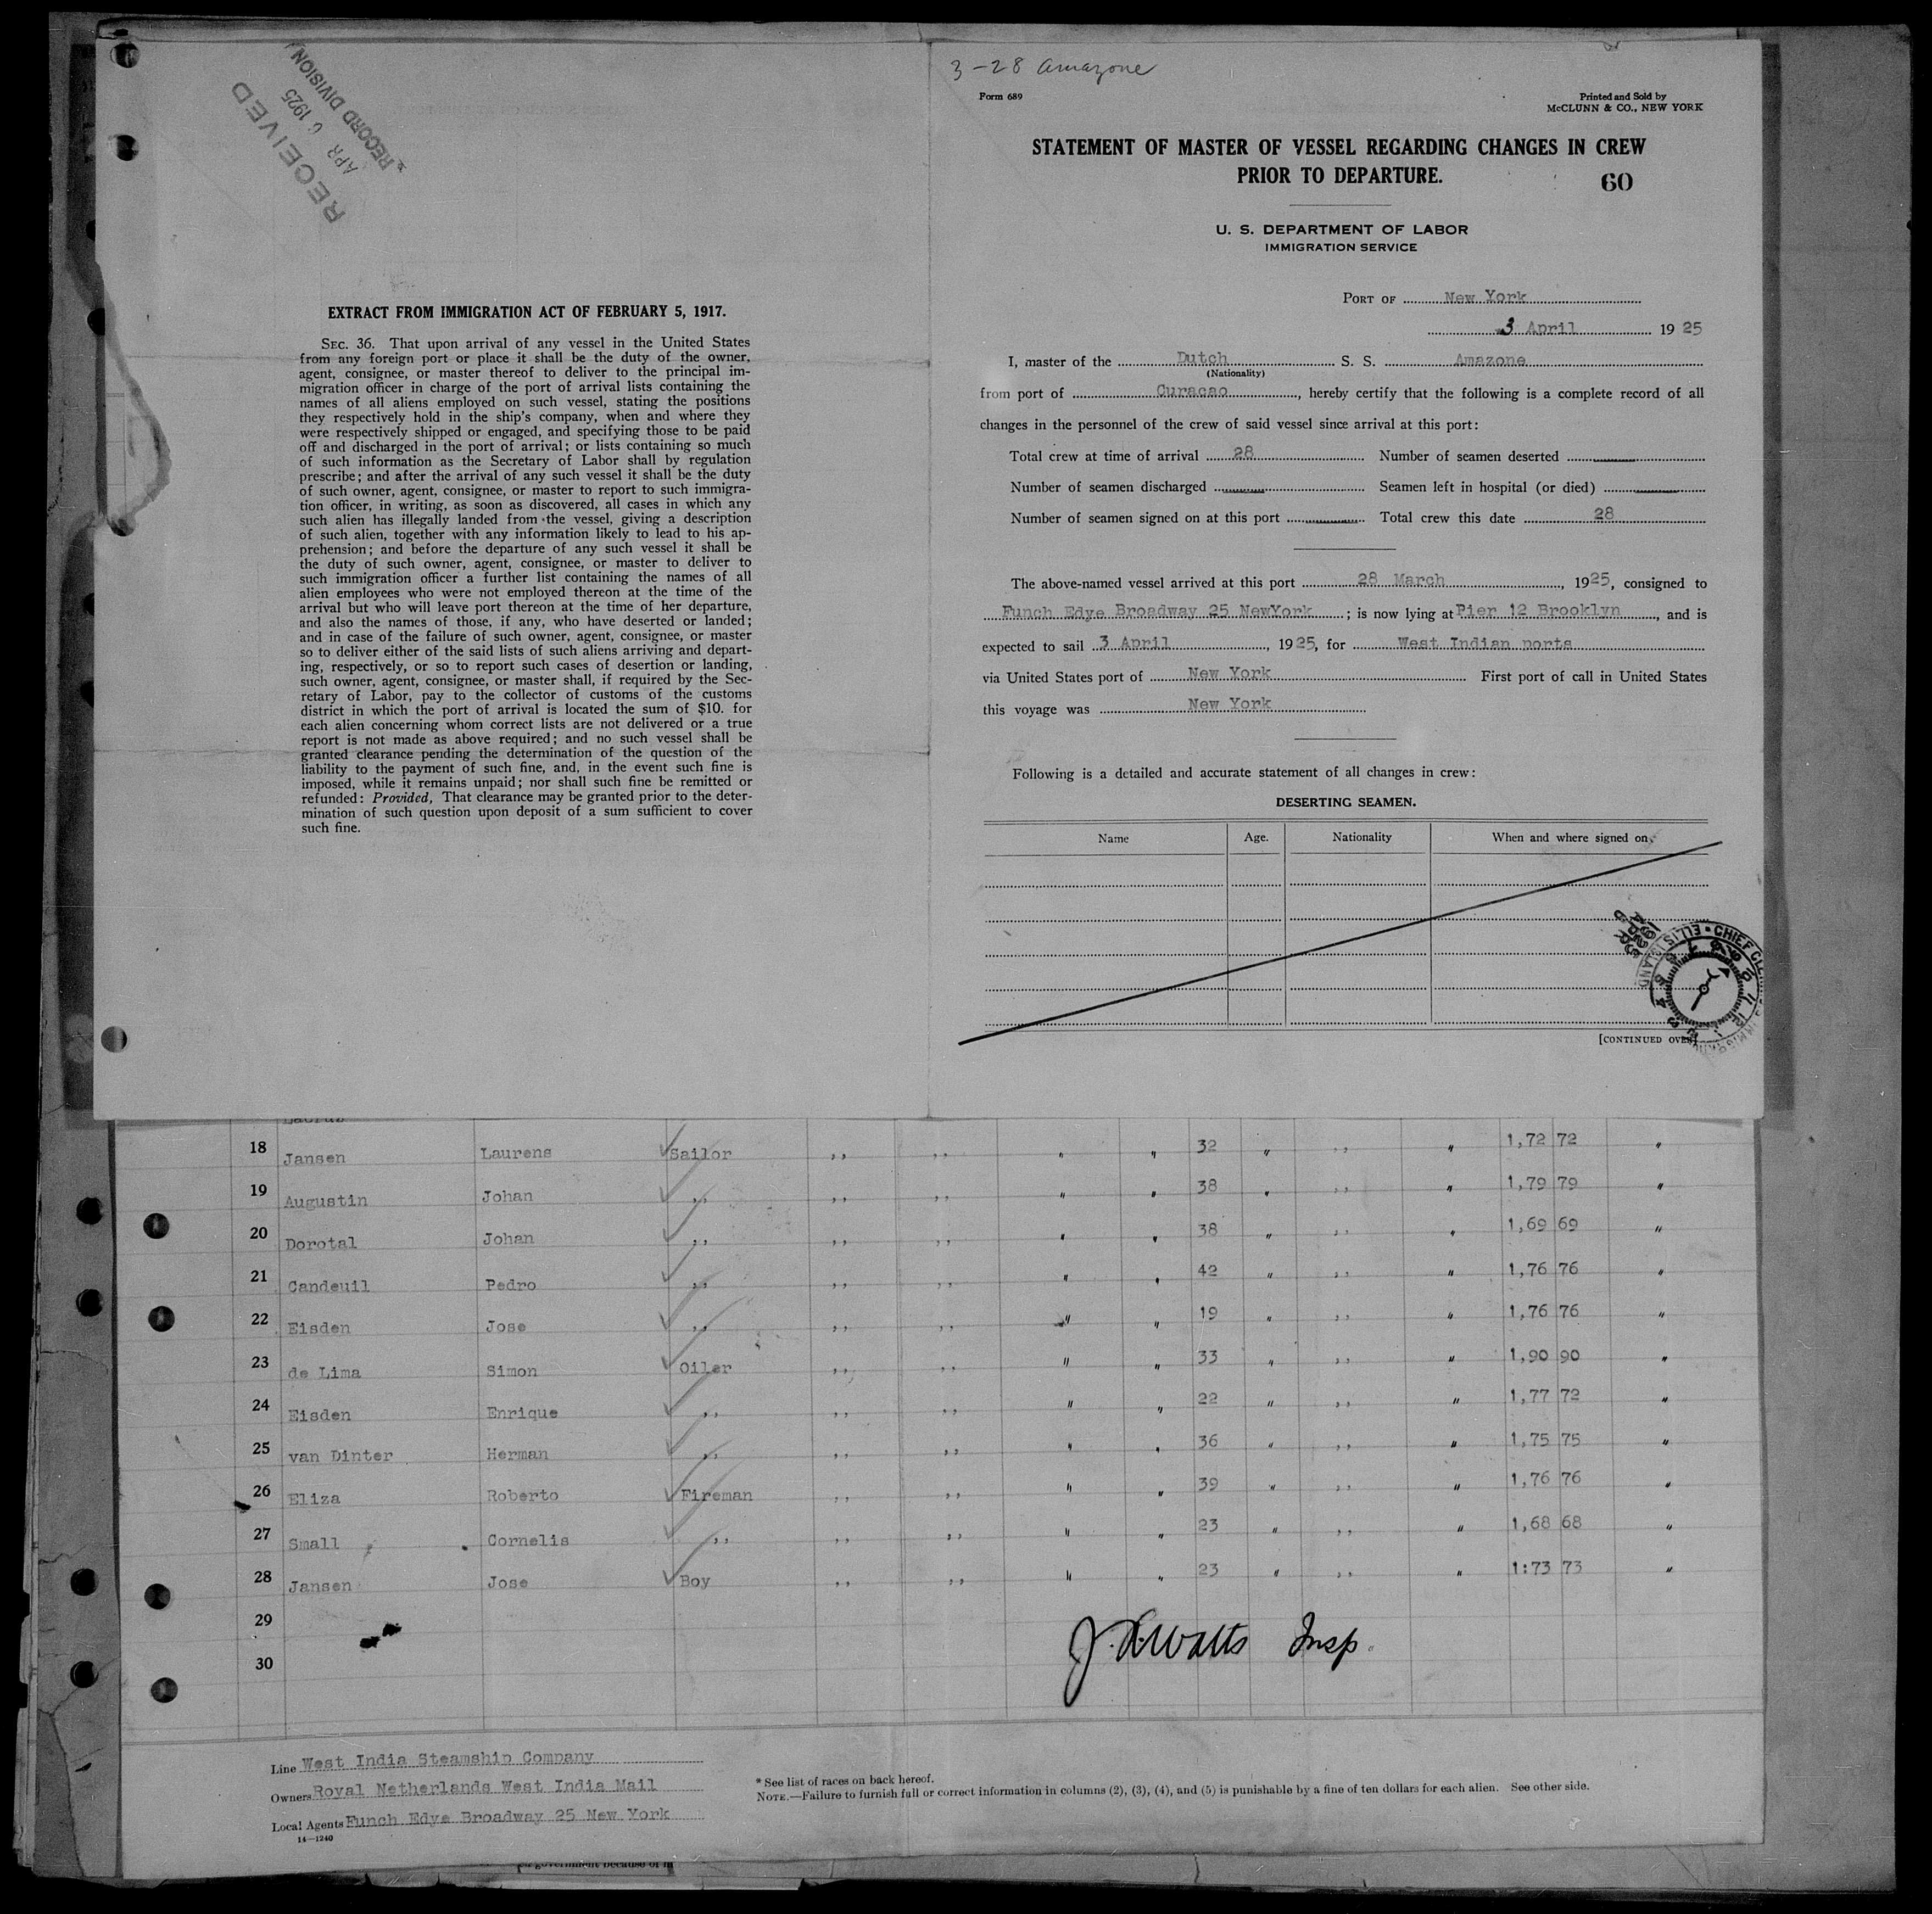 RECEIVED
APR 6 1925
RECORD DIVISION
EXTRACT FROM IMMIGRATION ACT OF FEBRUARY 5, 1917.
SEC. 36. That upon arrival of any vessel in the United States
from any foreign port or place it shall be the duty of the owner,
agent, consignee, or master thereof to deliver to the principal im-
migration officer in charge of the port of arrival lists containing the
names of all aliens employed on such vessel, stating the positions
they respectively hold in the ship's company, when and where they
were respectively shipped or engaged, and specifying those to be paid
off and discharged in the port of arrival; or lists containing so much
of such information as the Secretary of Labor shall by regulation
prescribe; and after the arrival of any such vessel it shall be the duty
of such owner, agent, consignee, or master to report to such immigra-
tion officer, in writing, as soon as discovered, all cases in which any
such alien has illegally landed from the vessel, giving a description
of such alien, together with any information likely to lead to his ap-
prehension; and before the departure of any such vessel it shall be
the duty of such owner, agent, consignee, or master to deliver to
such immigration officer a further list containing the names of all
alien employees who were not employed thereon at the time of the
arrival but who will leave port thereon at the time of her departure,
and also the names of those, if any, who have deserted or landed;
and in case of the failure of such owner, agent, consignee, or master
so to deliver either of the said lists of such aliens arriving and depart-
ing, respectively, or so to report such cases of desertion or landing,
such owner, agent, consignee, or master shall, if required by the Sec-
retary of Labor, pay to the collector of customs of the customs
district in which the port of arrival is located the sum of $10. for
each alien concerning whom correct lists are not delivered or a true
report is not made as above required; and no such vessel shall be
granted clearance pending the determination of the question of the
liability to the payment of such fine, and, in the event such fine is
imposed, while it remains unpaid; nor shall such fine be remitted or
refunded: Provided, That clearance may be granted prior to the deter-
mination of such question upon deposit of a sum sufficient to cover
such fine.
3-28 Amazone
Form 689
Printed and Sold by
McCLUNN & CO., NEW YORK
STATEMENT OF MASTER OF VESSEL REGARDING CHANGES IN CREW
PRIOR TO DEPARTURE.
60
U. S. DEPARTMENT OF LABOR
IMMIGRATION SERVICE
PORT OF New York
3 April 1925
I, master of the Dutch S. S. Amazone
(Nationality)
from port of Curacao, hereby certify that the following is a complete record of all
changes in the personnel of the crew of said vessel since arrival at this port:
Total crew at time of arrival 28 Number of seamen deserted
Number of seamen discharged Seamen left in hospital (or died)
Number of seamen signed on at this port Total crew this date 28
The above-named vessel arrived at this port 28 March, 1925, consigned to
Funch Edye Broadway 25 NewYork; is now lying at Pier 12 Brooklyn, and is
expected to sail 3 April, 1925, for West Indian ports
via United States port of New York First port of call in United States
this voyage was New York
Following is a detailed and accurate statement of all changes in crew:
DESERTING SEAMEN.
Name Age. Nationality When and where signed on.
APR 1925
ELLIS ISLAND CHIEF
[CONTINUED OVER]
18 Jansen Laurens Sailor ,, ,, " " 32 " ,, " 1,72 72 "
19 Augustin Johan ,, ,, ,, " " 38 " ,, " 1,79 79 "
20 Dorotal Johan ,, ,, ,, " " 38 " ,, " 1,69 69 "
21 Candeuil Pedro ,, ,, ,, " " 42 " ,, " 1,76 76 "
22 Eisden Jose ,, ,, ,, " " 19 " ,, " 1,76 76 "
23 de Lima Simon Oiler ,, ,, " " 33 " ,, " 1,90 90 "
24 Eisden Enrique ,, ,, ,, " " 22 " ,, " 1,77 72 "
25 van Dinter Herman ,, ,, ,, " " 36 " ,, " 1,75 75 "
26 Eliza Roberto Fireman ,, ,, " " 39 " ,, " 1,76 76 "
27 Small Cornelis ,, ,, ,, " " 23 " ,, " 1,68 68 "
28 Jansen Jose Boy ,, ,, " " 23 " ,, " 1:73 73 "
29
30
Watts Insp.
Line West India Steamship Company
Owners Royal Netherlands West India Mail
Local Agents Funch Edye Broadway 25 New York
14-1240
* See list of races on back hereof.
NOTE.—Failure to furnish full or correct information in columns (2), (3), (4), and (5) is punishable by a fine of ten dollars for each alien. See other side.